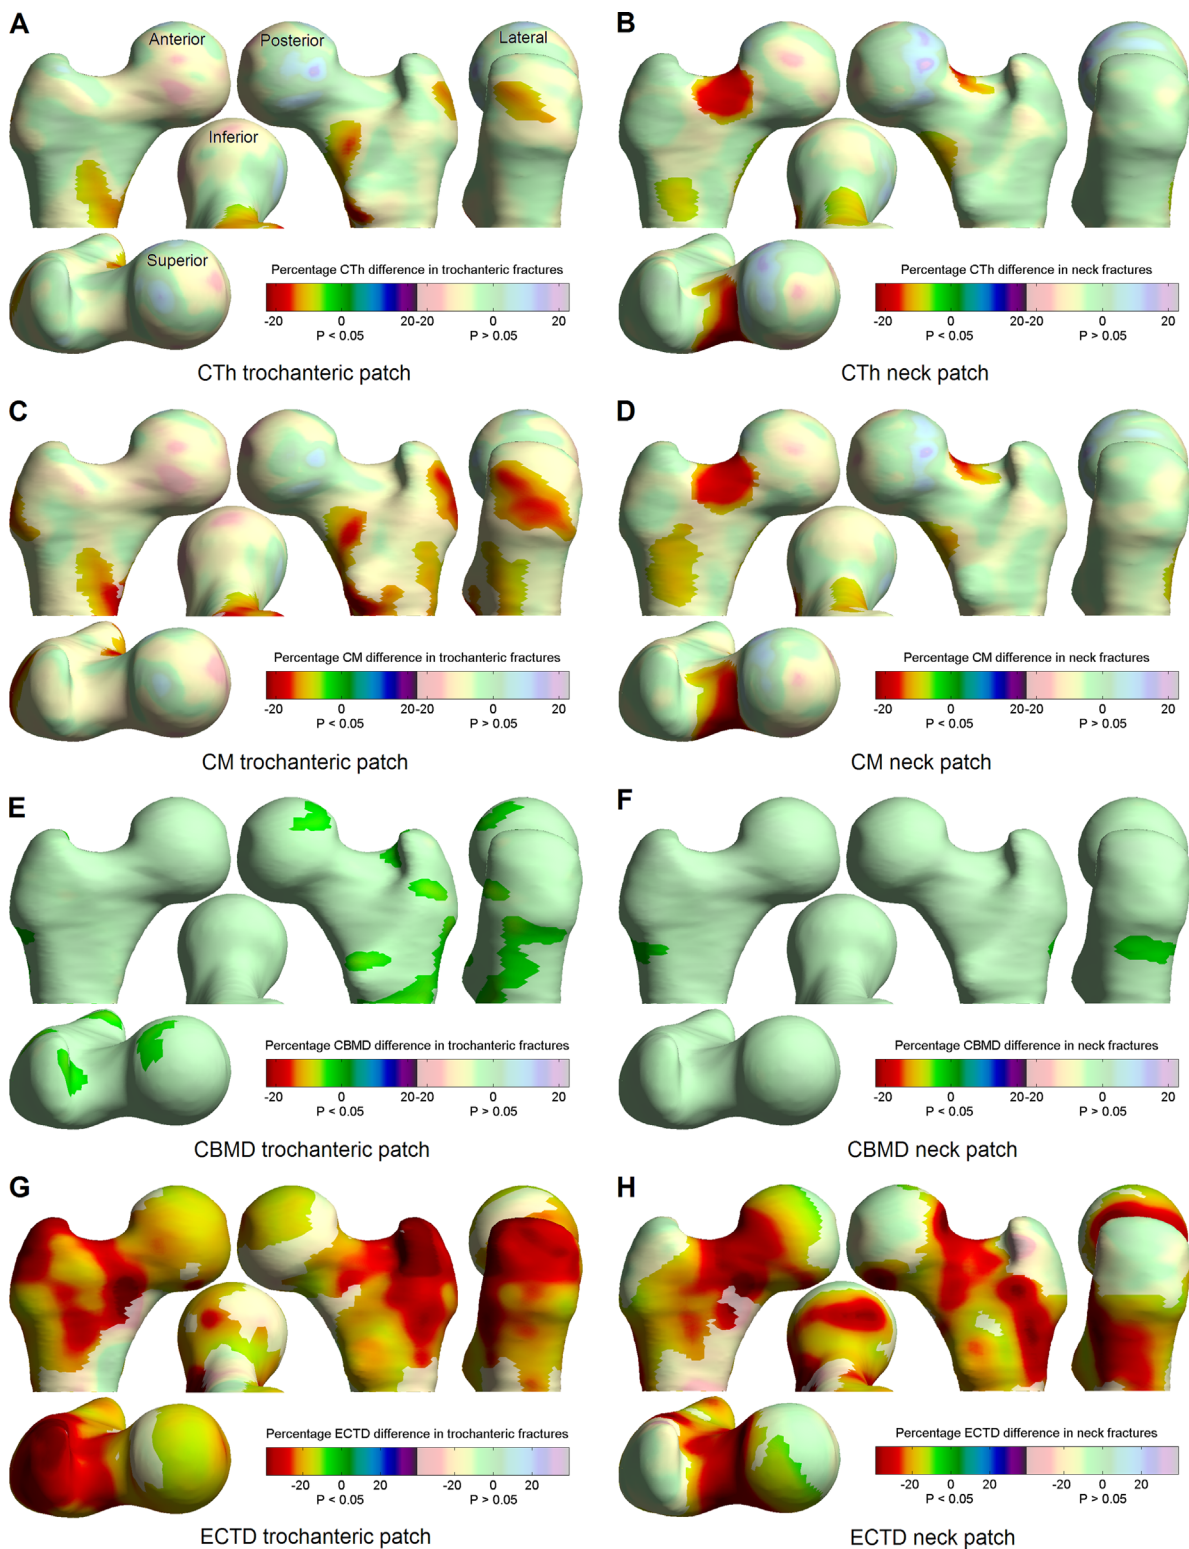 A
Anterior
Posterior
Lateral
Inferior
Superior
Percentage CTh difference in trochanteric fractures
-20 0 20 -20 0 20
P < 0.05 P > 0.05
CTh trochanteric patch
B
Percentage CTh difference in neck fractures
-20 0 20 -20 0 20
P < 0.05 P > 0.05
CTh neck patch
C
Percentage CM difference in trochanteric fractures
-20 0 20 -20 0 20
P < 0.05 P > 0.05
CM trochanteric patch
D
Percentage CM difference in neck fractures
-20 0 20 -20 0 20
P < 0.05 P > 0.05
CM neck patch
E
Percentage CBMD difference in trochanteric fractures
-20 0 20 -20 0 20
P < 0.05 P > 0.05
CBMD trochanteric patch
F
Percentage CBMD difference in neck fractures
-20 0 20 -20 0 20
P < 0.05 P > 0.05
CBMD neck patch
G
Percentage ECTD difference in trochanteric fractures
-20 0 20 -20 0 20
P < 0.05 P > 0.05
ECTD trochanteric patch
H
Percentage ECTD difference in neck fractures
-20 0 20 -20 0 20
P < 0.05 P > 0.05
ECTD neck patch